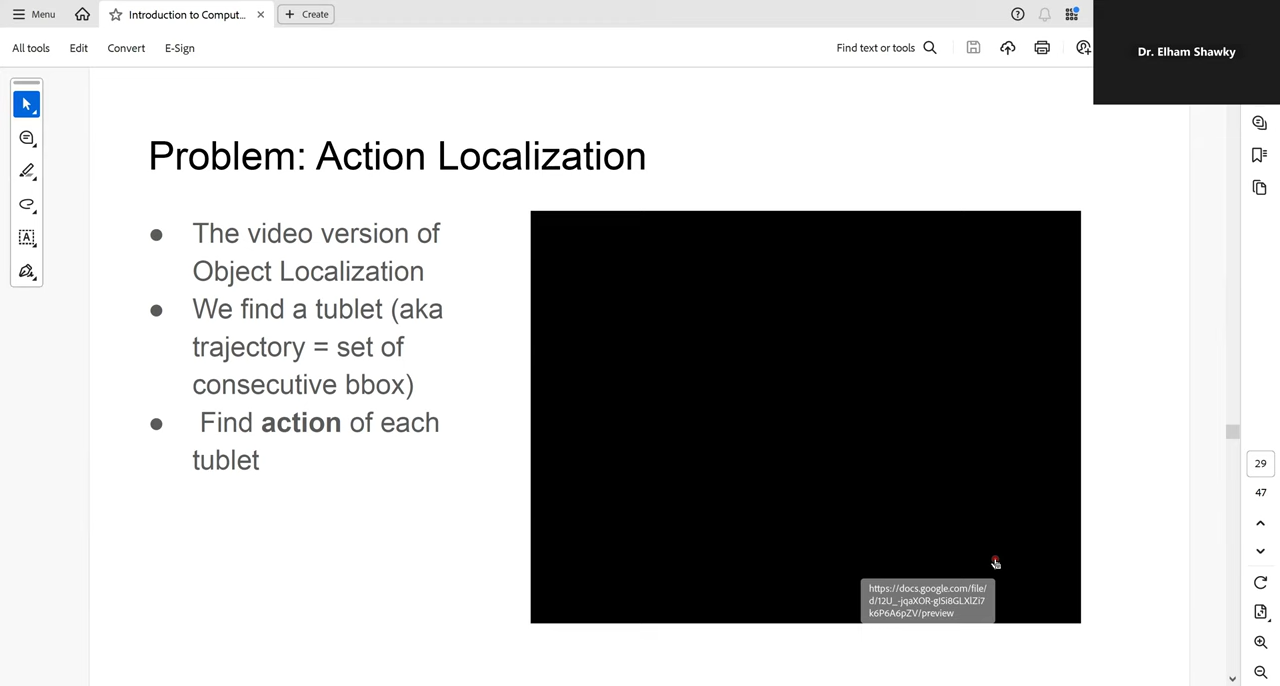 Menu
Introduction to Comput...
Create
All tools
Edit
Convert
E-Sign
Find text or tools
Dr. Elham Shawky
Problem: Action Localization
● The video version of
Object Localization
● We find a tublet (aka
trajectory = set of
consecutive bbox)
● Find action of each
tublet
https://docs.google.com/file/
d/12U_-jqaXOR-gJSi8GLXlZi7
k6P6A6pZV/preview
29
47